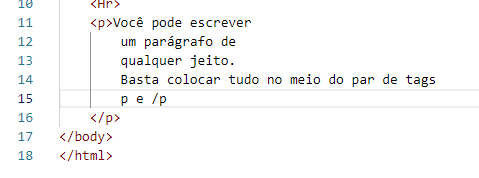 10 <Hr>
11 <p>Você pode escrever
12 um parágrafo de
13 qualquer jeito.
14 Basta colocar tudo no meio do par de tags
15 p e /p
16 </p>
17 </body>
18 </html>